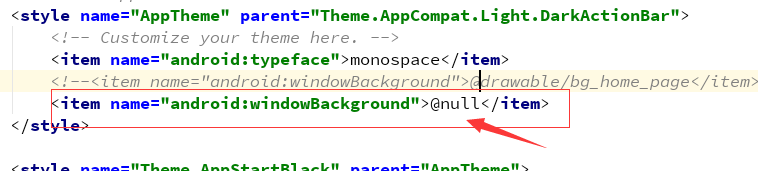 <style name="AppTheme" parent="Theme.AppCompat.Light.DarkActionBar">
<!-- Customize your theme here. -->
<item name="android:typeface">monospace</item>
<!--<item name="android:windowBackground">@drawable/bg_home_page</item>
<item name="android:windowBackground">@null</item>
</style>
<style name="Theme.AppStartBlack" parent="AppTheme">